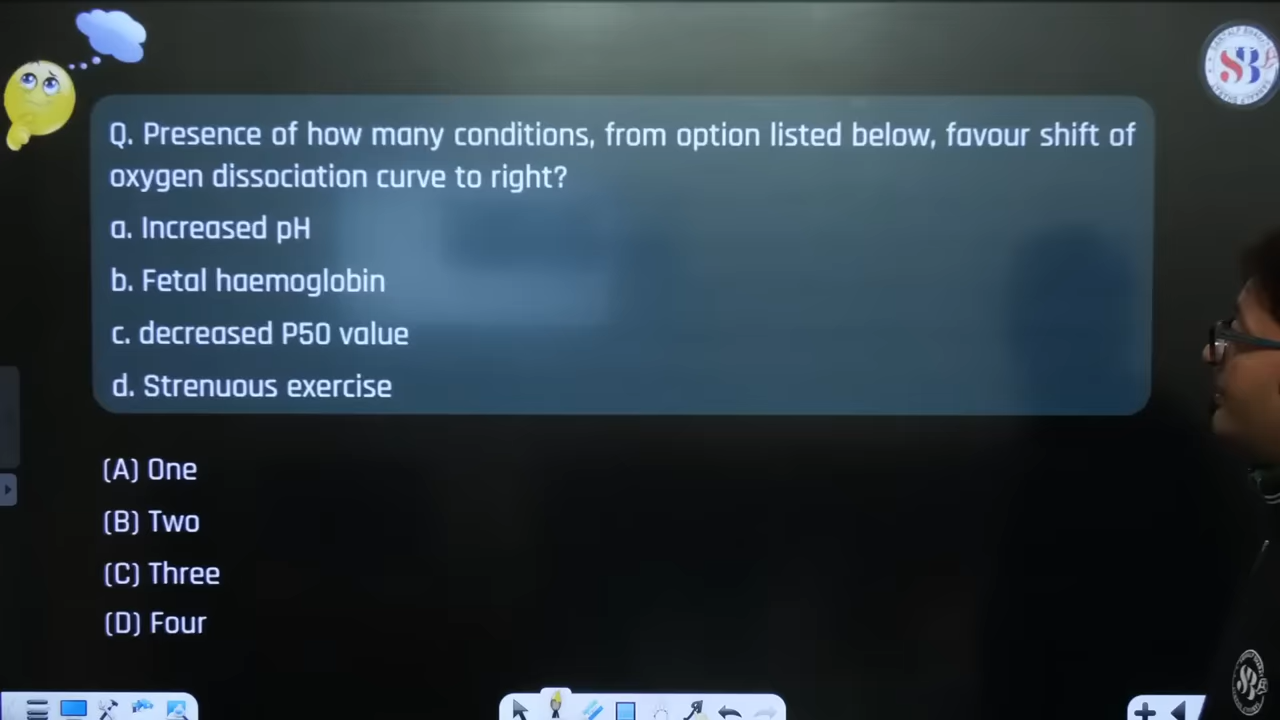 Q. Presence of how many conditions, from option listed below, favour shift of
oxygen dissociation curve to right?
a. Increased pH
b. Fetal haemoglobin
c. decreased P50 value
d. Strenuous exercise
(A) One
(B) Two
(C) Three
(D) Four
SB